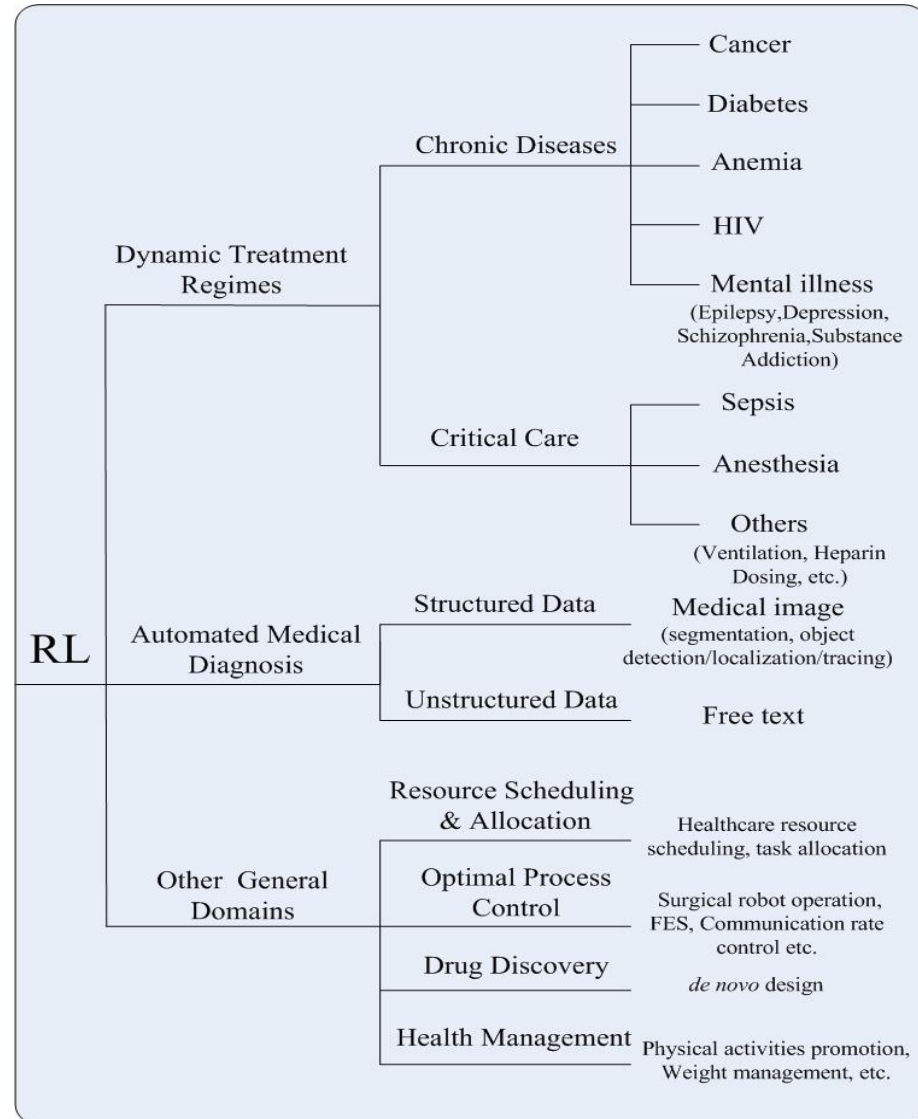 RL
Dynamic Treatment
Regimes
Chronic Diseases
Cancer
Diabetes
Anemia
HIV
Mental illness
(Epilepsy,Depression,
Schizophrenia,Substance
Addiction)
Critical Care
Sepsis
Anesthesia
Others
(Ventilation, Heparin
Dosing, etc.)
Automated Medical
Diagnosis
Structured Data
Medical image
(segmentation, object
detection/localization/tracing)
Unstructured Data
Free text
Other General
Domains
Resource Scheduling
& Allocation
Healthcare resource
scheduling, task allocation
Optimal Process
Control
Surgical robot operation,
FES, Communication rate
control etc.
Drug Discovery
de novo design
Health Management
Physical activities promotion,
Weight management, etc.